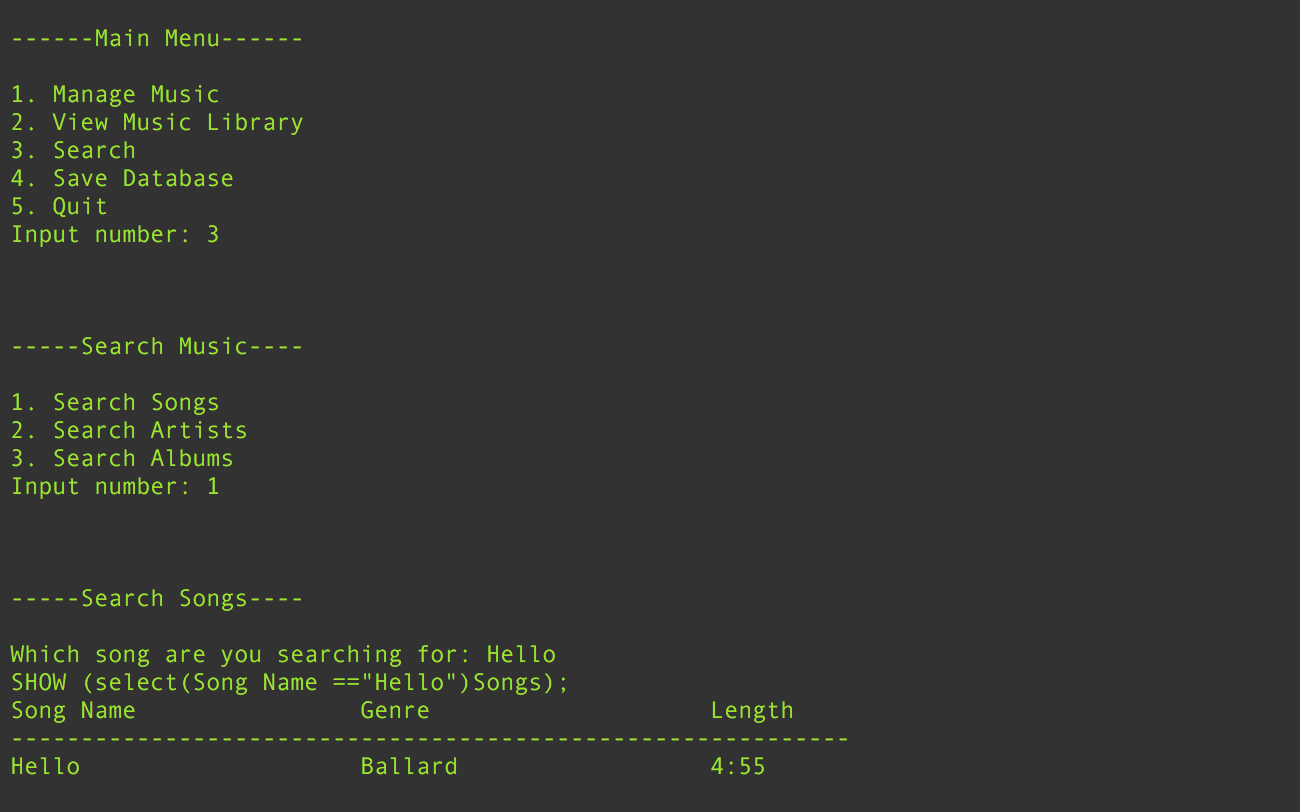 ------Main Menu------
1. Manage Music
2. View Music Library
3. Search
4. Save Database
5. Quit
Input number: 3
-----Search Music----
1. Search Songs
2. Search Artists
3. Search Albums
Input number: 1
-----Search Songs----
Which song are you searching for: Hello
SHOW (select(Song Name =="Hello")Songs);
Song Name                Genre                    Length
------------------------------------------------------------
Hello                    Ballard                  4:55